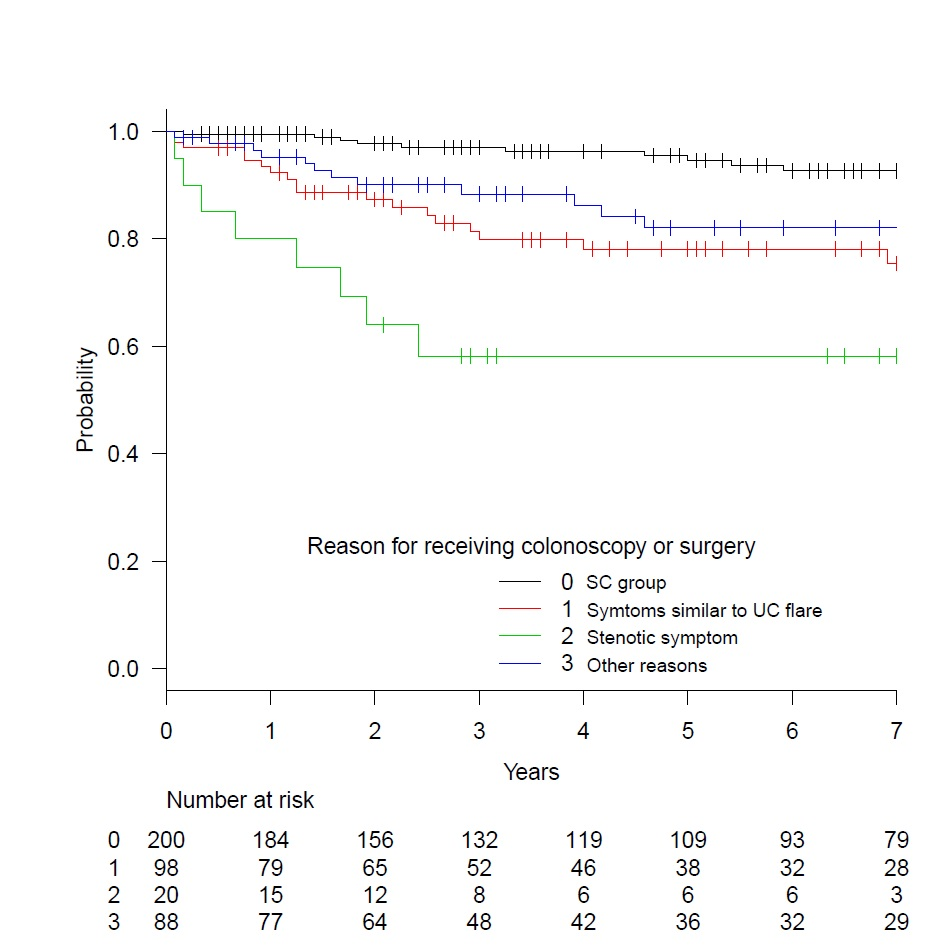 1.0
0.8
0.6
0.4
0.2
0.0
Probability
Reason for receiving colonoscopy or surgery
0 SC group
1 Symtoms similar to UC flare
2 Stenotic symptom
3 Other reasons
0 1 2 3 4 5 6 7
Years
Number at risk
0 200 184 156 132 119 109 93 79
1 98 79 65 52 46 38 32 28
2 20 15 12 8 6 6 6 3
3 88 77 64 48 42 36 32 29